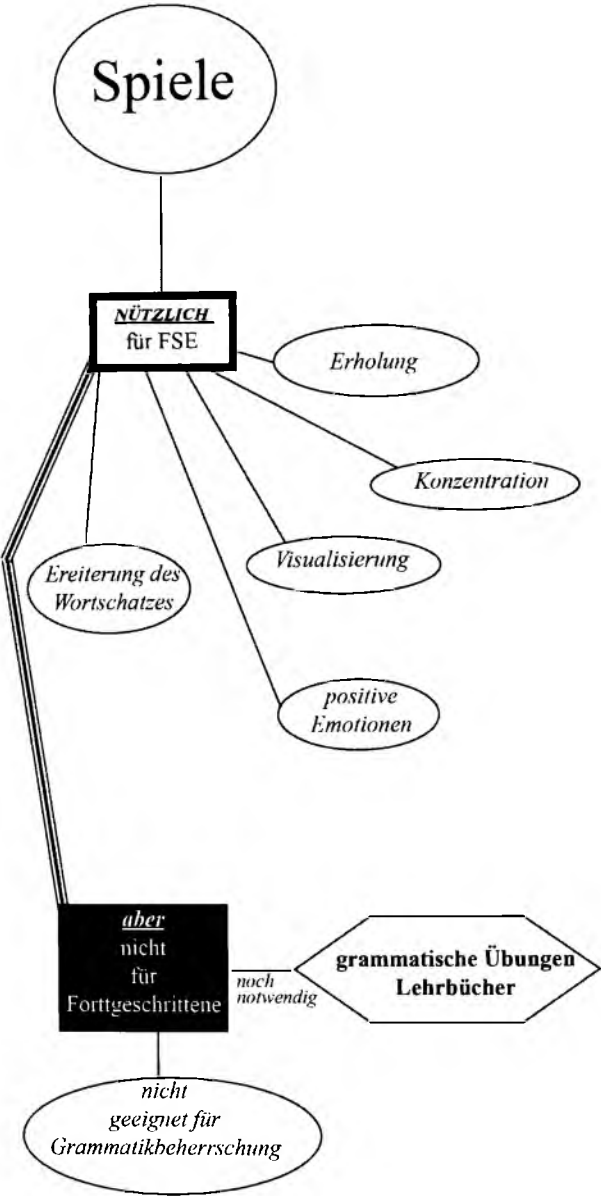 Spiele
NÜTZLICH
für FSE
Erholung
Konzentration
Visualisierung
Ereiterung des
Wortschatzes
positive
Emotionen
aber
nicht
für
Forttgeschrittene
noch
notwendig
grammatische Übungen
Lehrbücher
nicht
geeignet für
Grammatikbeherrschung